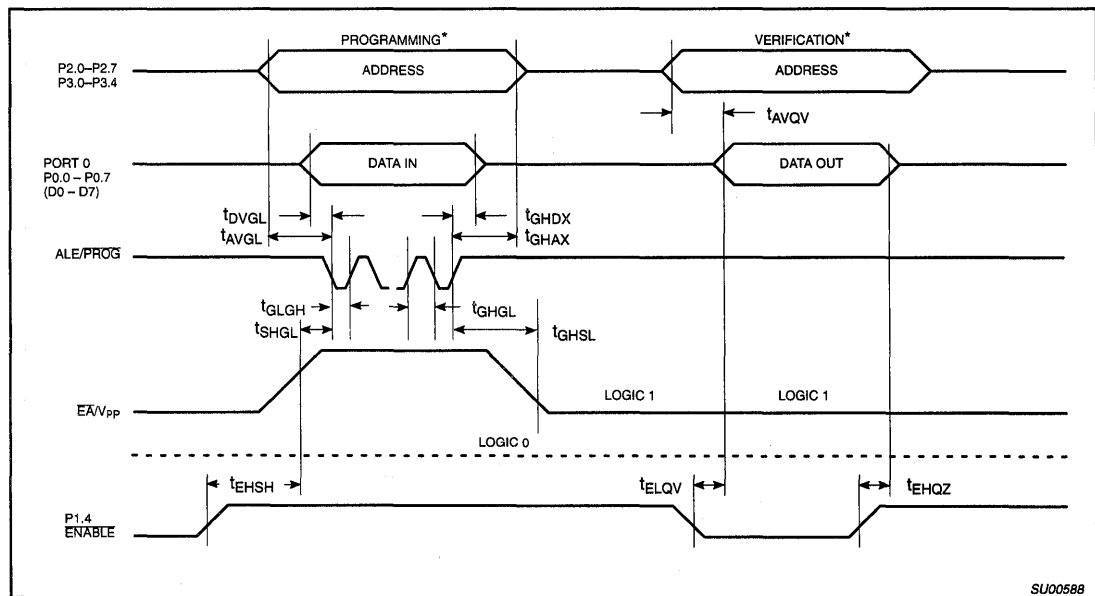 PROGRAMMING*
VERIFICATION*
P2.0–P2.7
P3.0–P3.4
ADDRESS
ADDRESS
tAVQV
PORT 0
P0.0 – P0.7
(D0 – D7)
DATA IN
DATA OUT
tDVGL
tGHDX
tAVGL
tGHAX
ALE/PROG
tGLGH
tGHGL
tSHGL
tGHSL
EA/VPP
LOGIC 1
LOGIC 1
LOGIC 0
tEHSH
tELQV
tEHQZ
P1.4
ENABLE
SU00588